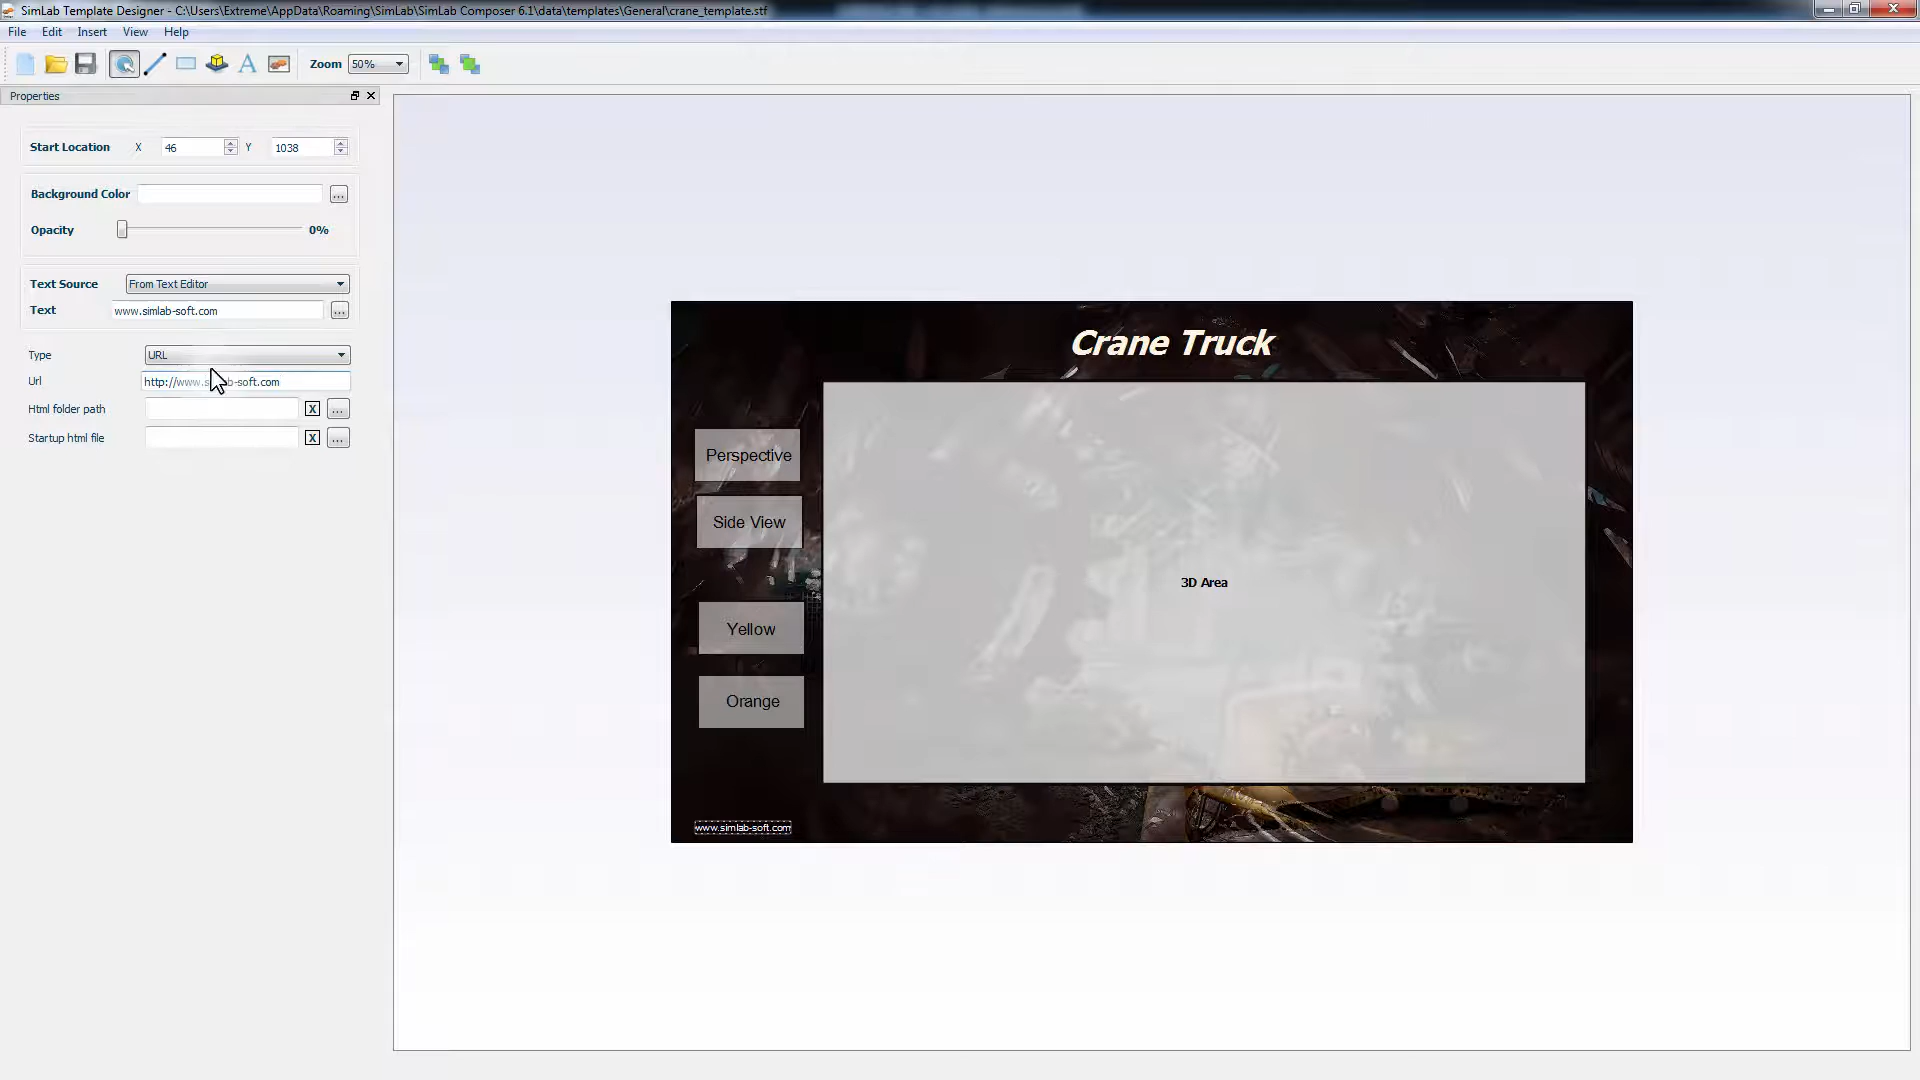 SimLab Template Designer - C:\Users\Extreme\AppData\Roaming\SimLab\SimLab Composer 6.1\data\templates\General\crane_template.stf
File Edit Insert View Help
A Zoom 50%
Properties
Start Location X 46 Y 1038
Background Color ...
Opacity 0%
Text Source From Text Editor
Text www.simlab-soft.com ...
Type URL
Url http://www.simlab-soft.com
Html folder path X ...
Startup html file X ...
Crane Truck
Perspective
Side View
3D Area
Yellow
Orange
www.simlab-soft.com